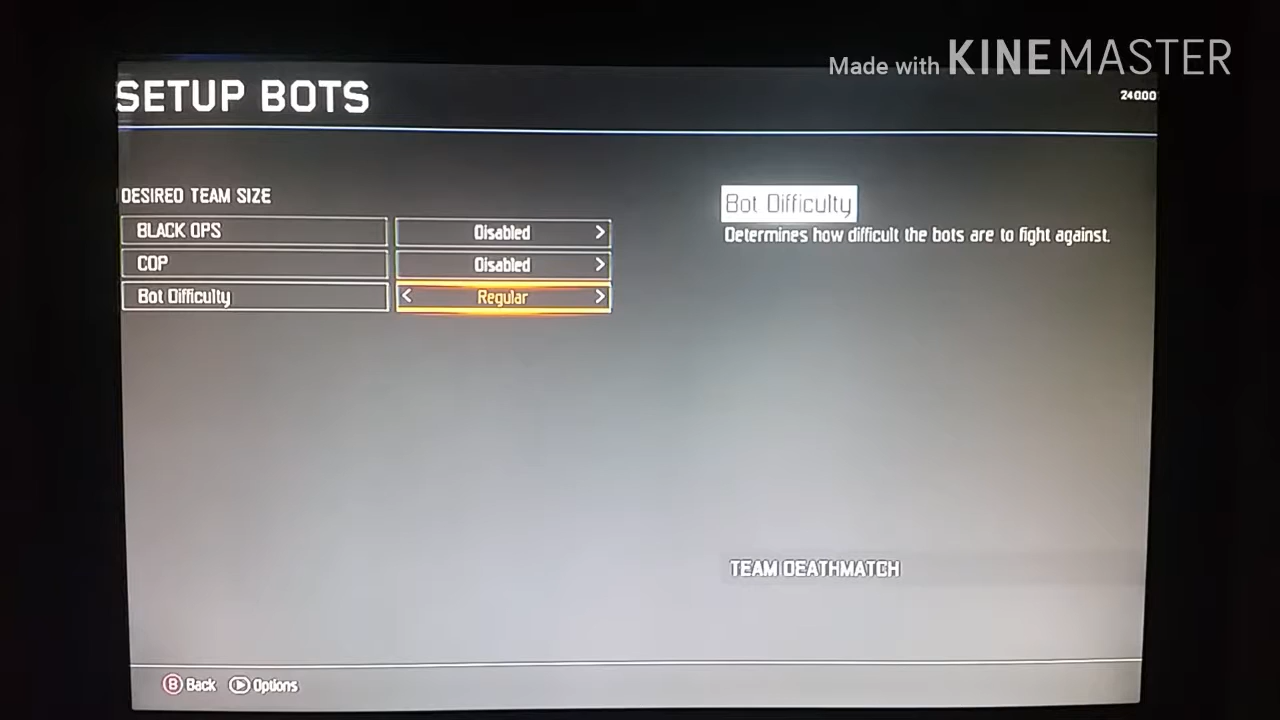 Made with KINEMASTER
SETUP BOTS
24000
DESIRED TEAM SIZE
BLACK OPS Disabled >
COP Disabled >
Bot Difficulty < Regular >
Bot Difficulty
Determines how difficult the bots are to fight against.
TEAM DEATHMATCH
B Back Options